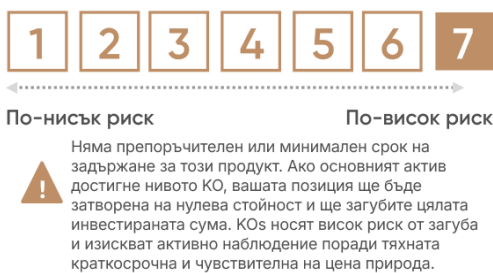 1 2 3 4 5 6 7
По-нисък риск По-висок риск
Няма препоръчителен или минимален срок на
задържане за този продукт. Ако основният актив
достигне нивото KO, вашата позиция ще бъде
затворена на нулева стойност и ще загубите цялата
инвестираната сума. KOs носят висок риск от загуба
и изискват активно наблюдение поради тяхната
краткосрочна и чувствителна на цена природа.